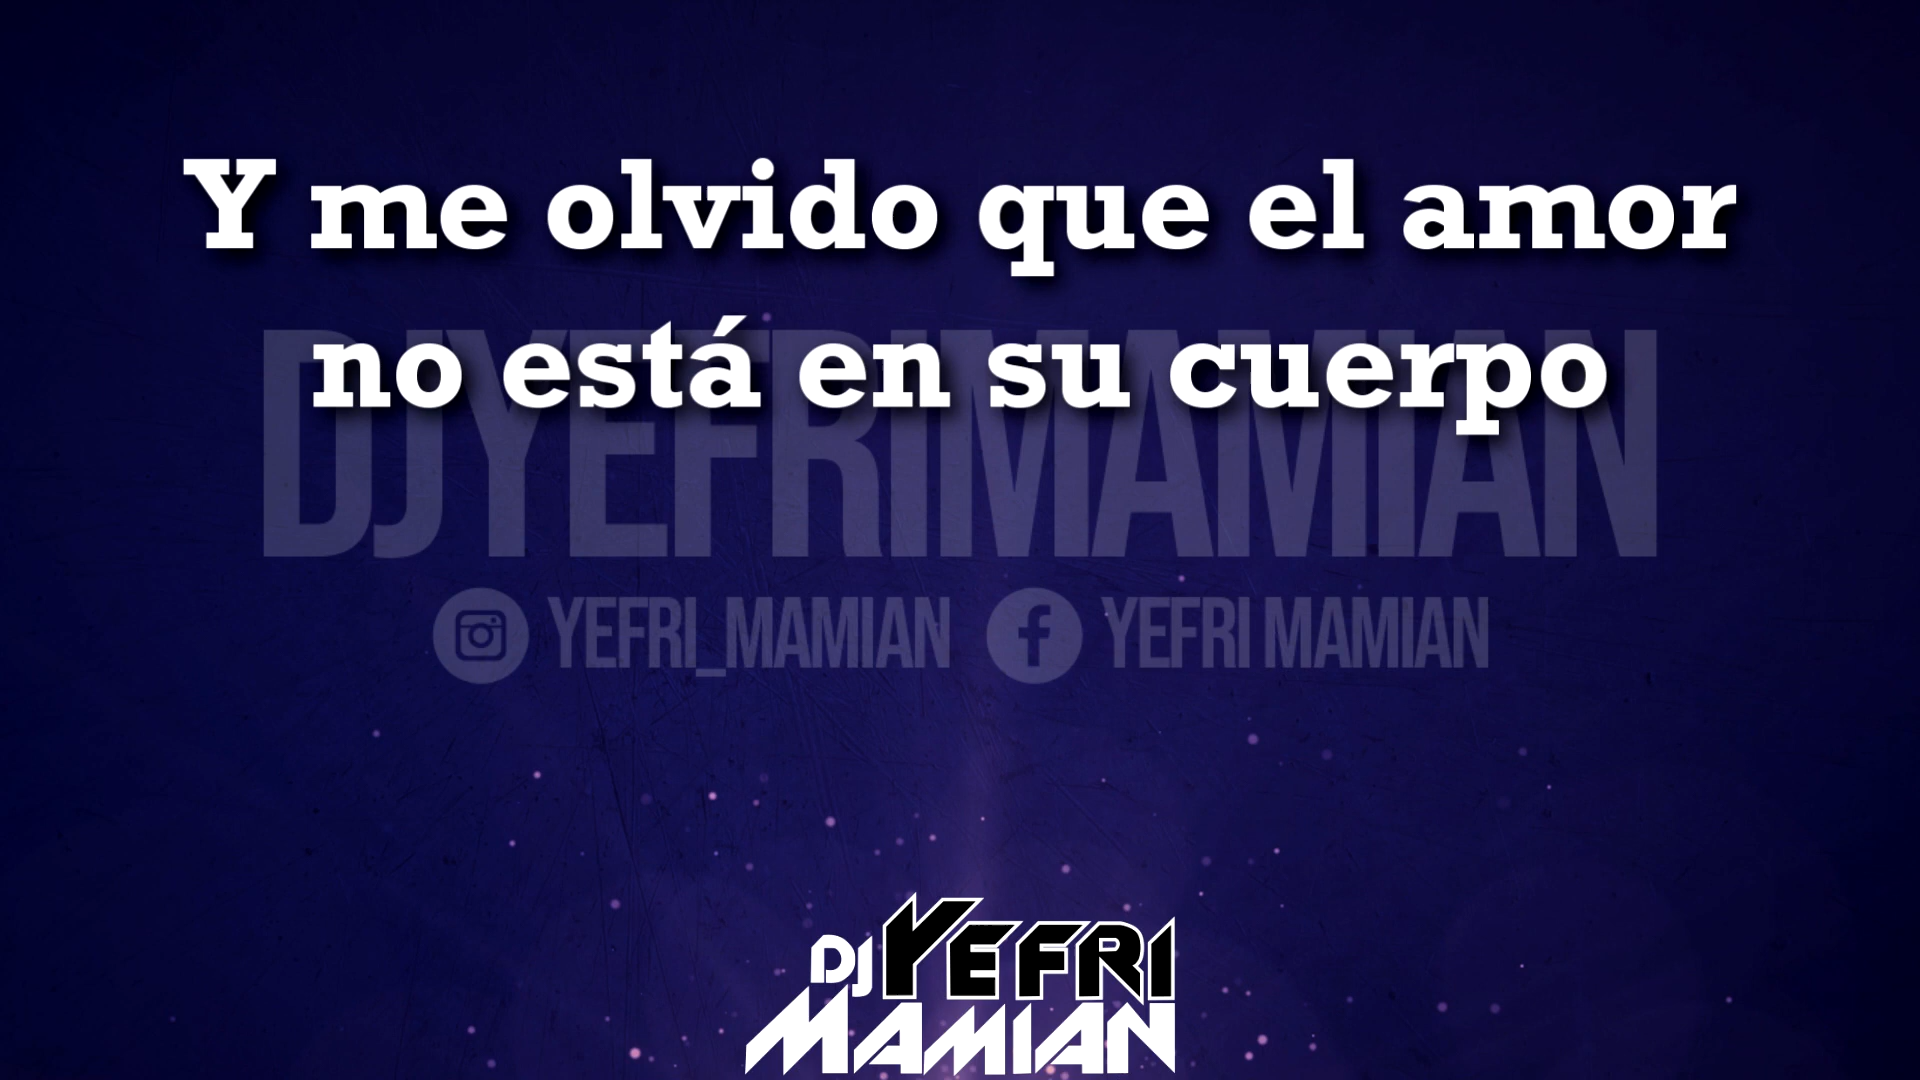 Y me olvido que el amor
no está en su cuerpo
DJYEFRIMAMIAN
YEFRI_MAMIAN YEFRI MAMIAN
DJ YEFRI
MAMIAN